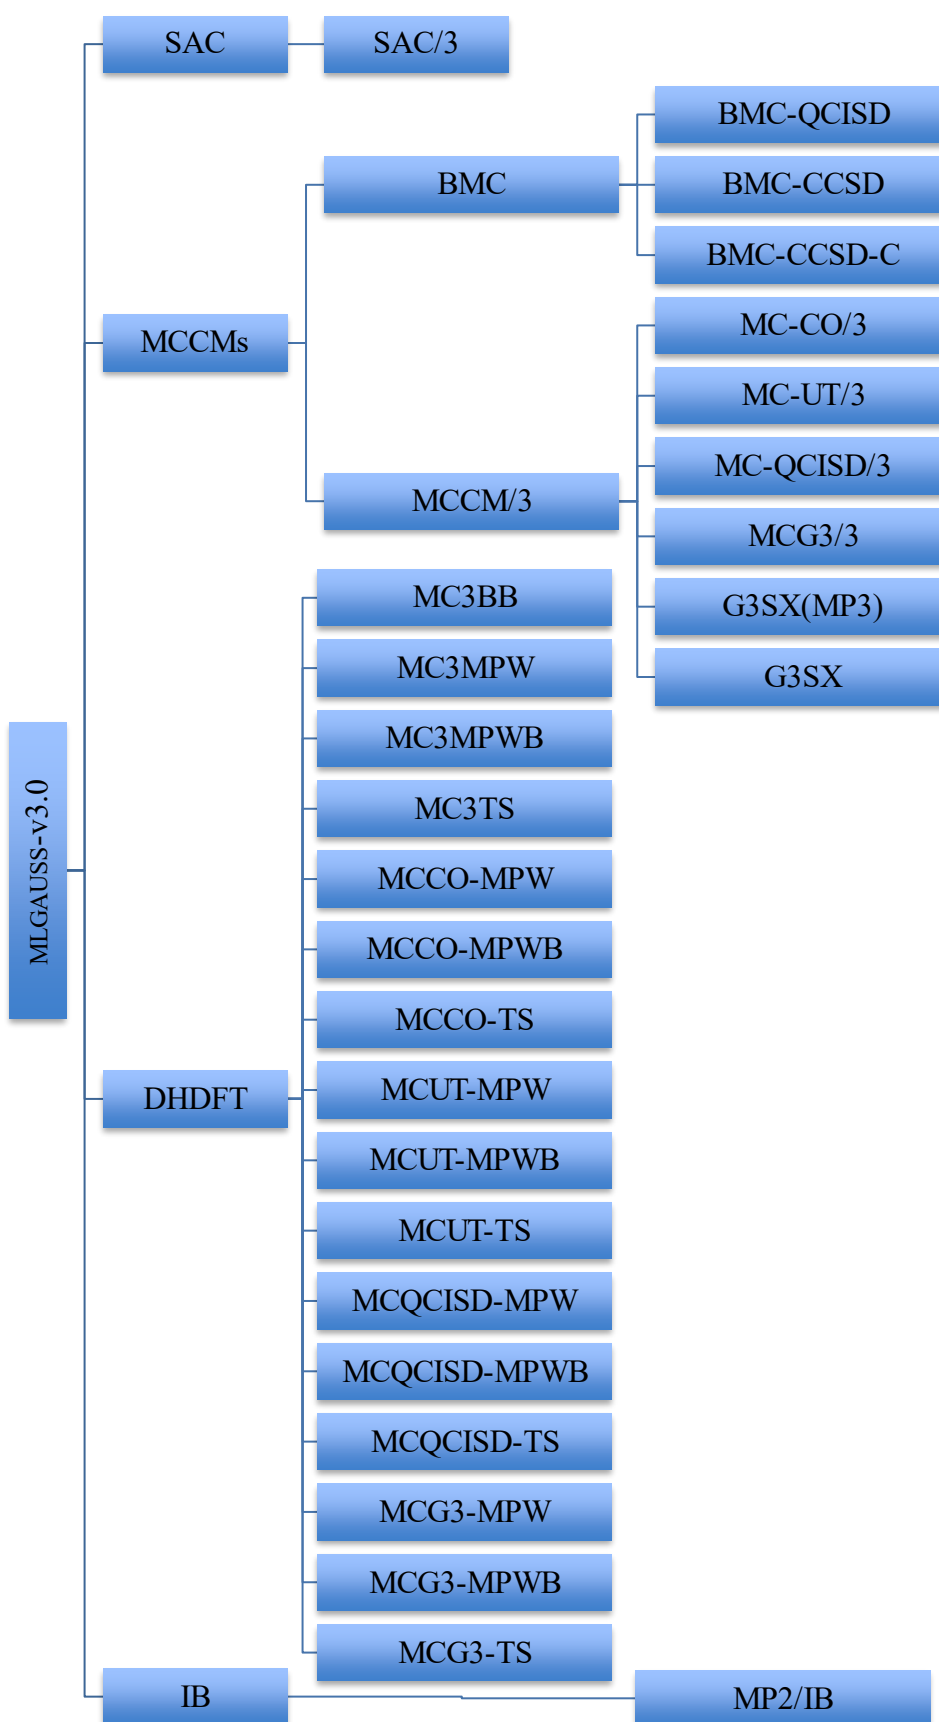 MLGAUSS-v3.0
SAC
SAC/3
MCCMs
BMC
BMC-QCISD
BMC-CCSD
BMC-CCSD-C
MCCM/3
MC-CO/3
MC-UT/3
MC-QCISD/3
MCG3/3
G3SX(MP3)
G3SX
DHDFT
MC3BB
MC3MPW
MC3MPWB
MC3TS
MCCO-MPW
MCCO-MPWB
MCCO-TS
MCUT-MPW
MCUT-MPWB
MCUT-TS
MCQCISD-MPW
MCQCISD-MPWB
MCQCISD-TS
MCG3-MPW
MCG3-MPWB
MCG3-TS
IB
MP2/IB